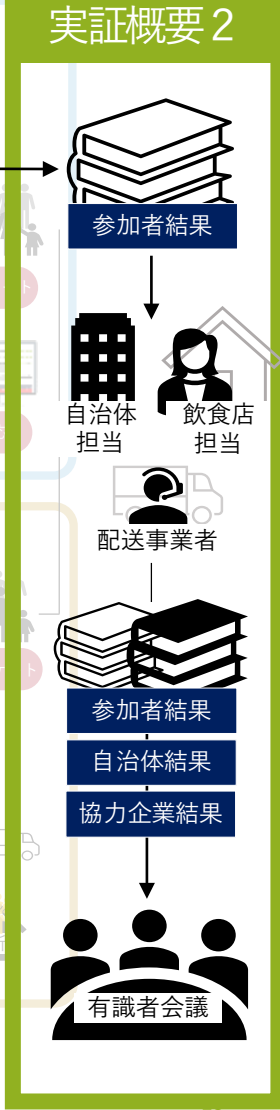 実証概要2
参加者結果
自治体
担当
飲食店
担当
配送事業者
参加者結果
自治体結果
協力企業結果
有識者会議